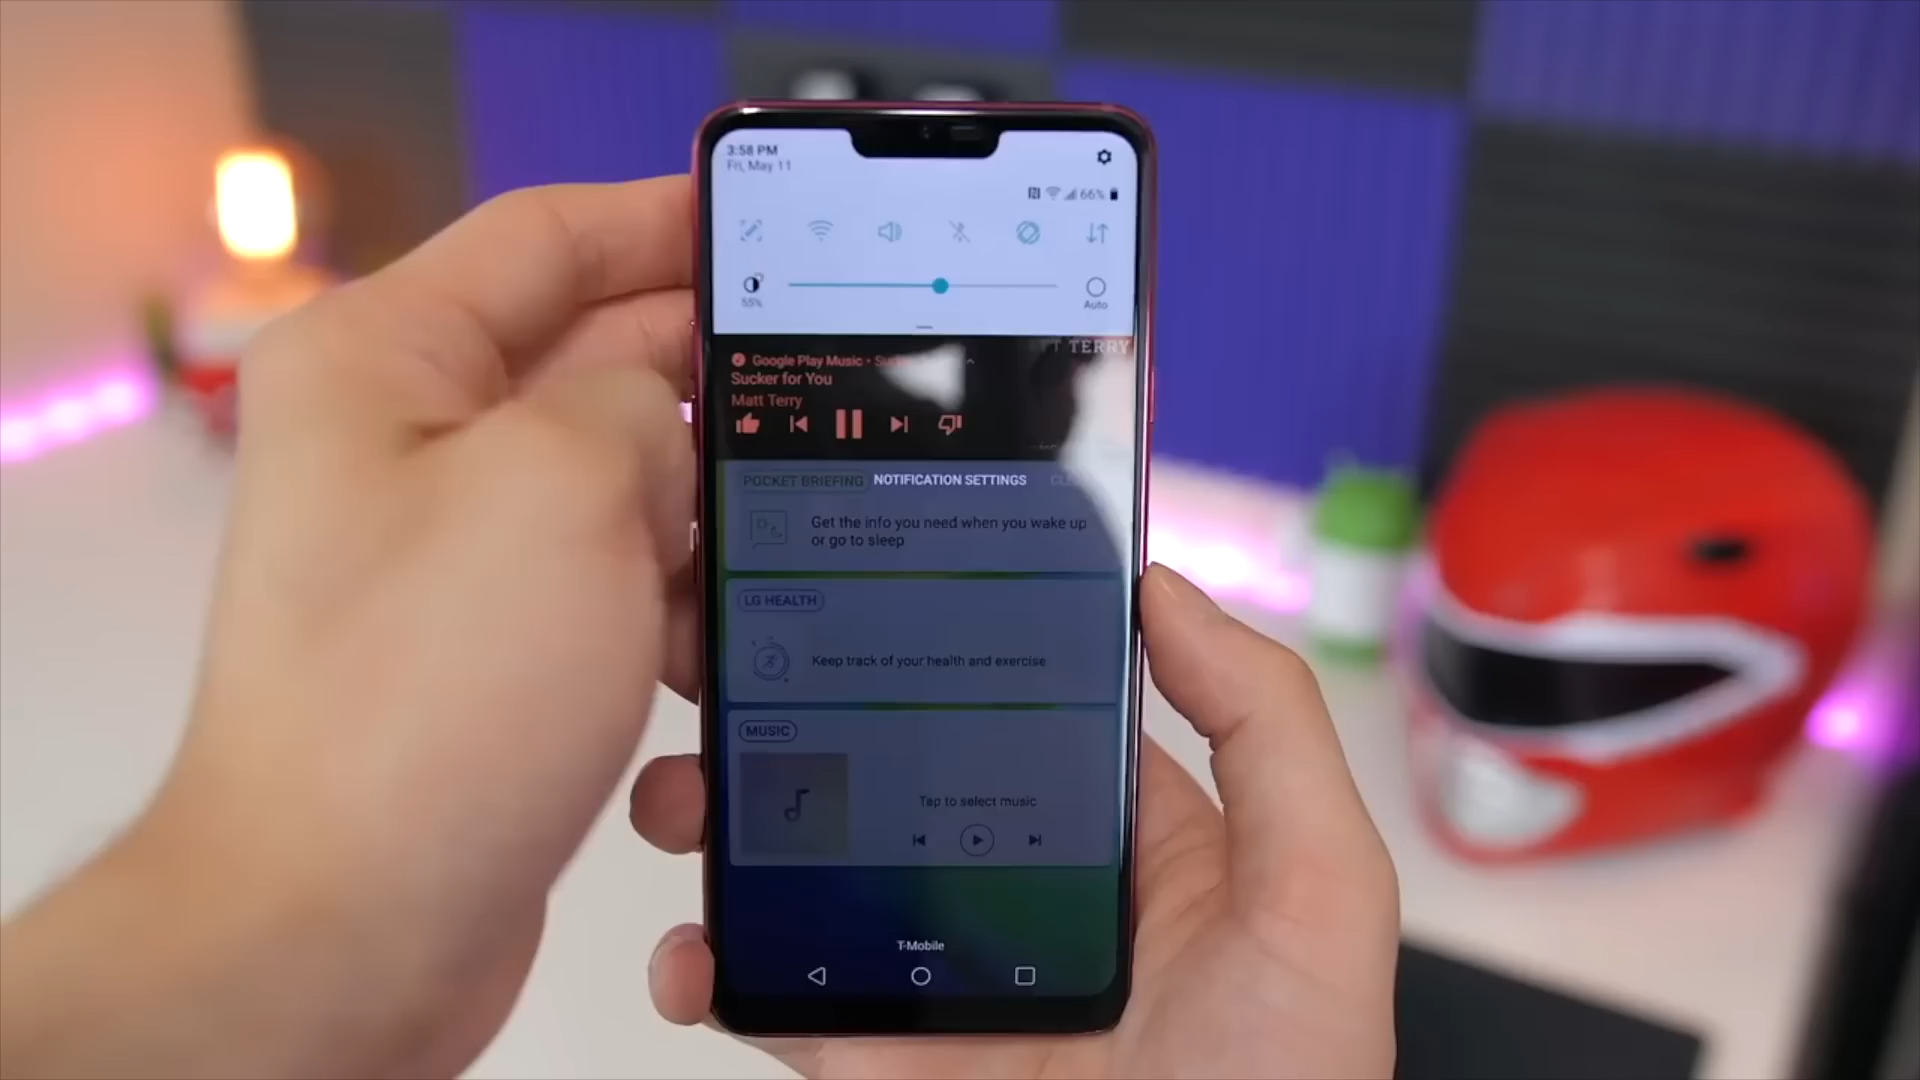 3:58 PM
Fri, May 11
66%
55%
Auto
Google Play Music •
TERRY
Sucker for You
Matt Terry
POCKET BRIEFING NOTIFICATION SETTINGS
Get the info you need when you wake up
or go to sleep
LG HEALTH
Keep track of your health and exercise
MUSIC
Tap to select music
T-Mobile